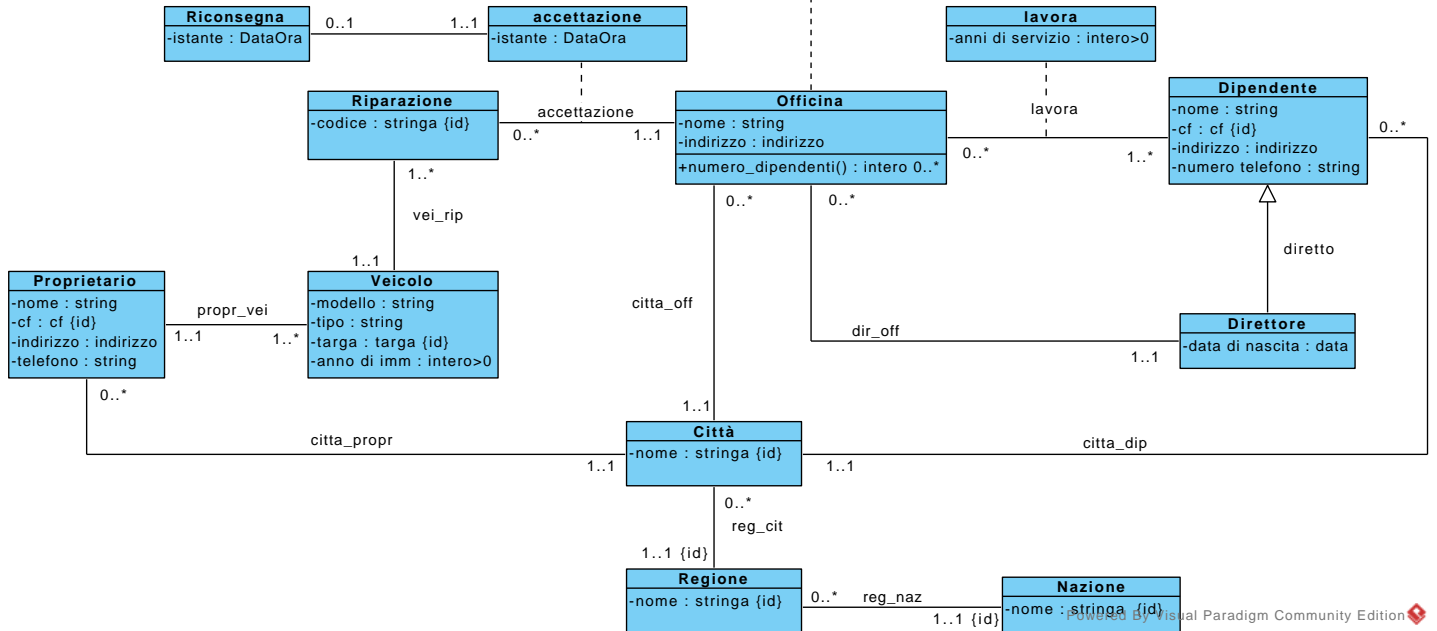 Riconsegna
-istante : DataOra
0..1
1..1
accettazione
-istante : DataOra
lavora
-anni di servizio : intero>0
Riparazione
-codice : stringa {id}
accettazione
0..*
1..1
Officina
-nome : string
-indirizzo : indirizzo
+numero_dipendenti() : intero 0..*
lavora
0..*
1..*
Dipendente
-nome : string
-cf : cf {id}
-indirizzo : indirizzo
-numero telefono : string
0..*
1..*
vei_rip
1..1
0..*
0..*
diretto
Proprietario
-nome : string
-cf : cf {id}
-indirizzo : indirizzo
-telefono : string
propr_vei
1..1
1..*
Veicolo
-modello : string
-tipo : string
-targa : targa {id}
-anno di imm : intero>0
citta_off
dir_off
1..1
Direttore
-data di nascita : data
0..*
citta_propr
1..1
1..1
Città
-nome : stringa {id}
citta_dip
1..1
0..*
reg_cit
1..1 {id}
Regione
-nome : stringa {id}
0..*
reg_naz
1..1 {id}
Nazione
-nome : stringa {id}
Powered By Visual Paradigm Community Edition